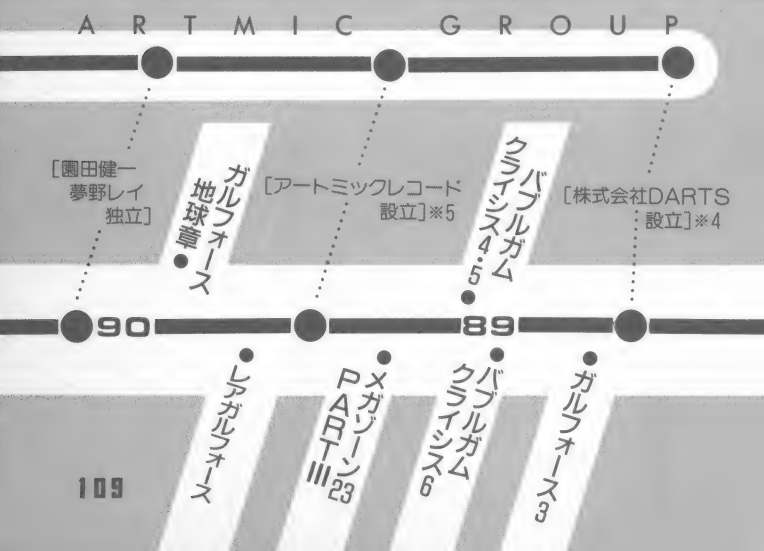 ARTMIC GROUP
[園田健一
夢野レイ
独立]
ガルフォース
地球章
[アートミックレコード
設立]※5
バブルガム
クライシス4・5
[株式会社DARTS
設立]※4
90
89
レアガルフォース
メガゾーン23
PART III
バブルガム
クライシス6
ガルフォース3
109